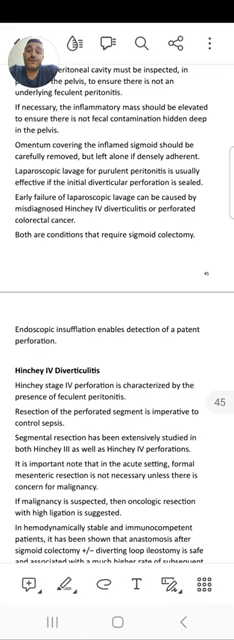 eritoneal cavity must be inspected, in
the pelvis, to ensure there is not an
underlying feculent peritonitis.
If necessary, the inflammatory mass should be elevated
to ensure there is not fecal contamination hidden deep
in the pelvis.
Omentum covering the inflamed sigmoid should be
carefully removed, but left alone if densely adherent.
Laparoscopic lavage for purulent peritonitis is usually
effective if the initial diverticular perforation is sealed.
Early failure of laparoscopic lavage can be caused by
misdiagnosed Hinchey IV diverticulitis or perforated
colorectal cancer.
Both are conditions that require sigmoid colectomy.
45
Endoscopic insufflation enables detection of a patent
perforation.
45
Hinchey IV Diverticulitis
Hinchey stage IV perforation is characterized by the
presence of feculent peritonitis.
Resection of the perforated segment is imperative to
control sepsis.
Segmental resection has been extensively studied in
both Hinchey III as well as Hinchey IV perforations.
It is important note that in the acute setting, formal
mesenteric resection is not necessary unless there is
concern for malignancy.
If malignancy is suspected, then oncologic resection
with high ligation is suggested.
In hemodynamically stable and immunocompetent
patients, it has been shown that anastomosis after
sigmoid colectomy +/− diverting loop ileostomy is safe
and associated with a much higher rate of subsequent
T